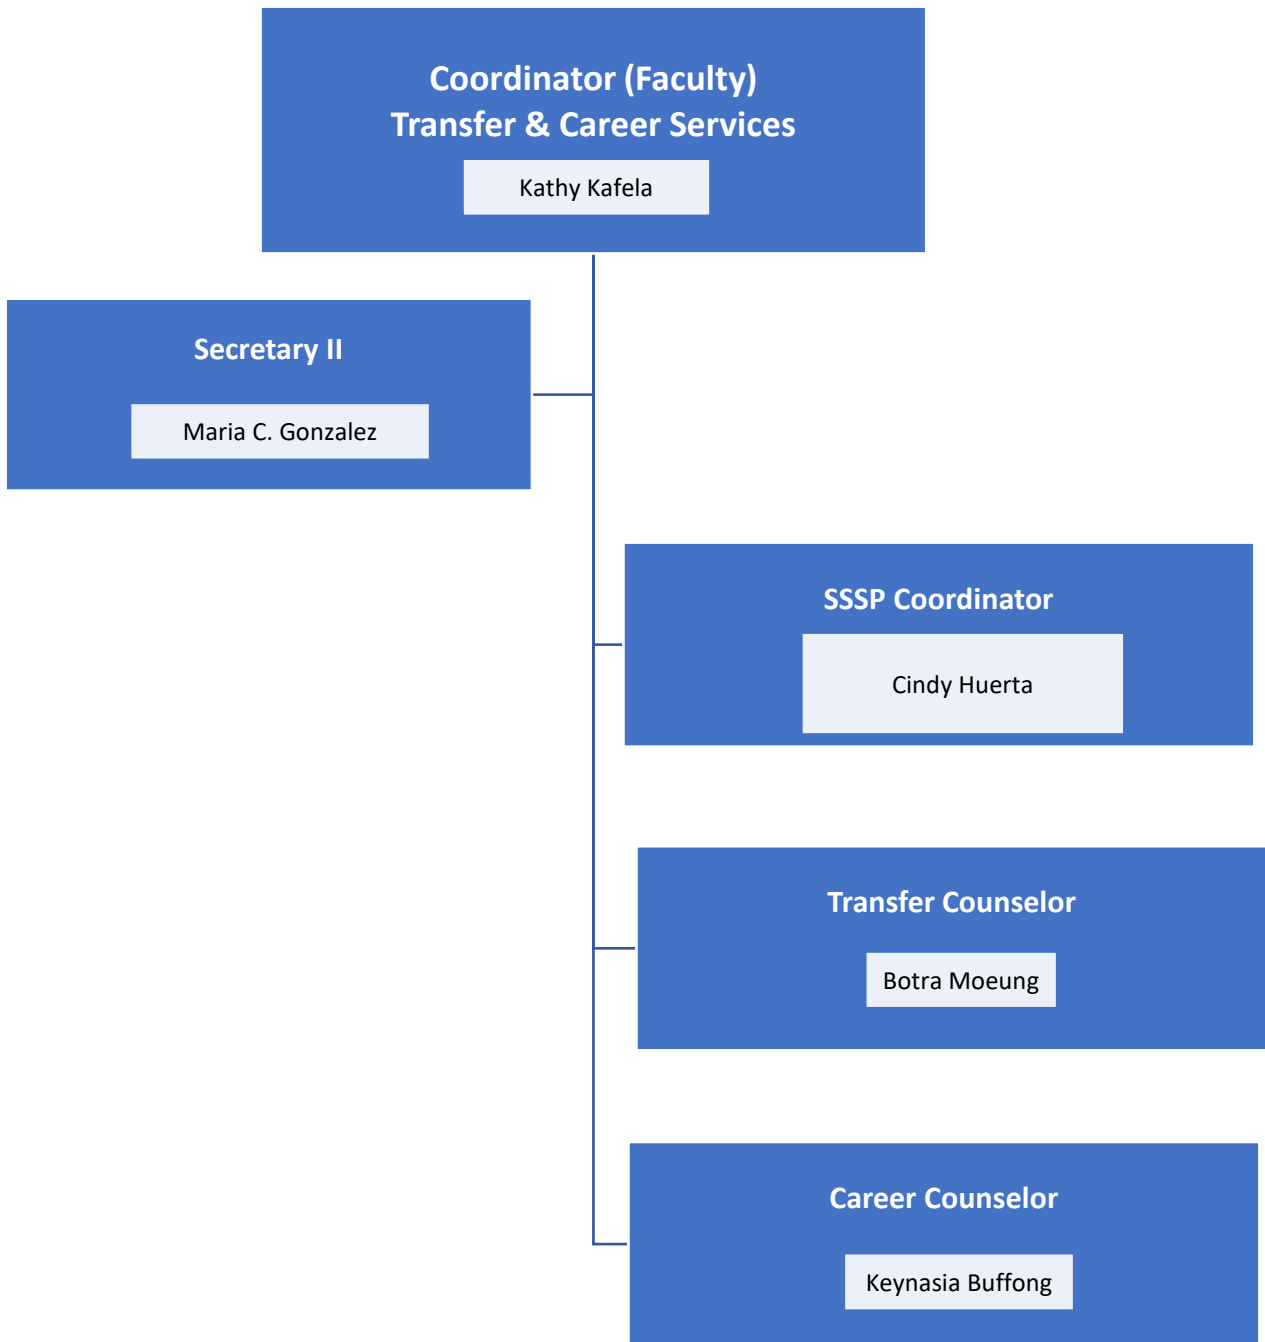 Coordinator (Faculty)
Transfer & Career Services
Kathy Kafela
Secretary II
Maria C. Gonzalez
SSSP Coordinator
Cindy Huerta
Transfer Counselor
Botra Moeung
Career Counselor
Keynasia Buffong